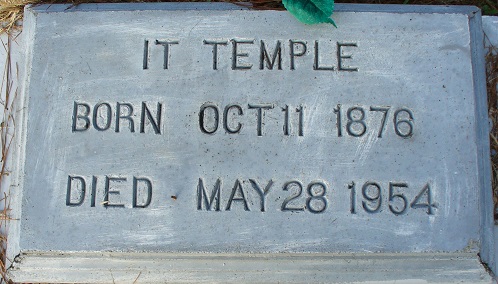 IT TEMPLE
BORN OCT 11 1876
DIED MAY 28 1954